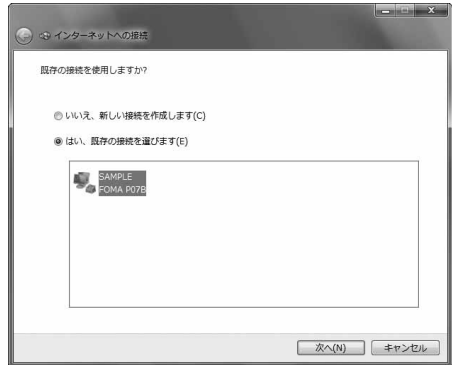 インターネットへの接続
既存の接続を使用しますか?
いいえ、新しい接続を作成します(C)
はい、既存の接続を選びます(E)
SAMPLE
FOMA P07B
次へ(N)
キャンセル